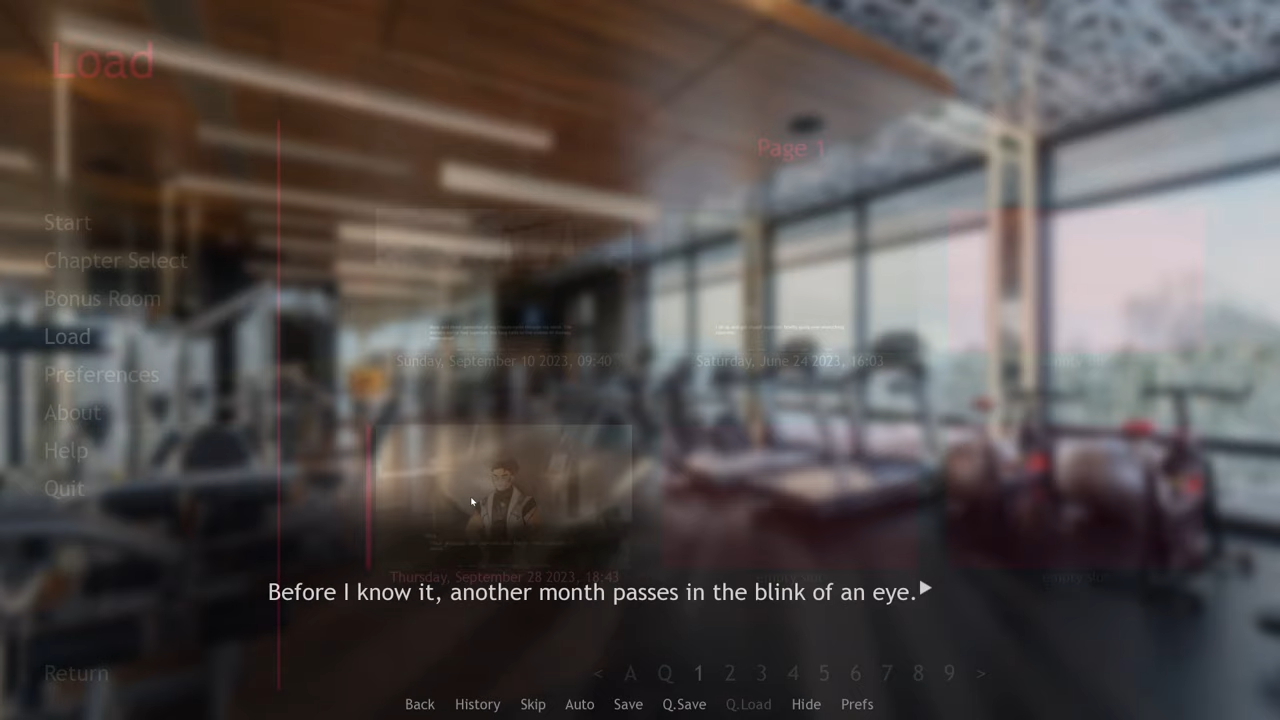 Load
Page 1
Start
Chapter Select
Bonus Room
Load
Preferences
About
Help
Quit
Sunday, September 10 2023, 09:40
Saturday, June 24 2023, 16:03
Thursday, September 28 2023, 18:43
empty slot
Before I know it, another month passes in the blink of an eye.
Return
< A Q 1 2 3 4 5 6 7 8 9 >
Back History Skip Auto Save Q.Save Q.Load Hide Prefs